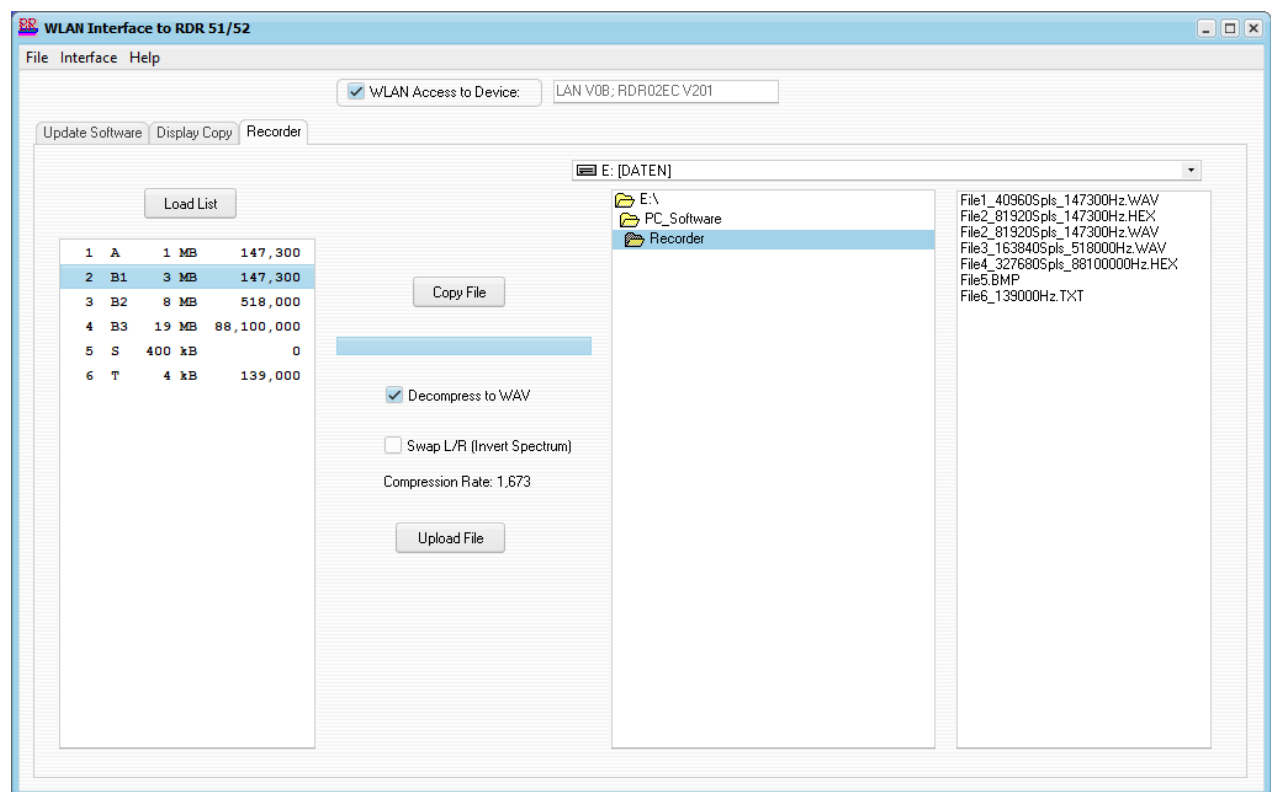 WLAN Interface to RDR 51/52
File Interface Help
WLAN Access to Device: LAN V0B; RDR02EC V201
Update Software Display Copy Recorder
E: [DATEN]
Load List
1 A 1 MB 147,300
2 B1 3 MB 147,300
3 B2 8 MB 518,000
4 B3 19 MB 88,100,000
5 S 400 kB 0
6 T 4 kB 139,000
Copy File
Decompress to WAV
Swap L/R (Invert Spectrum)
Compression Rate: 1,673
Upload File
E:\
PC_Software
Recorder
File1_40960Spls_147300Hz.WAV
File2_81920Spls_147300Hz.HEX
File2_81920Spls_147300Hz.WAV
File3_163840Spls_518000Hz.WAV
File4_327680Spls_88100000Hz.HEX
File5.BMP
File6_139000Hz.TXT